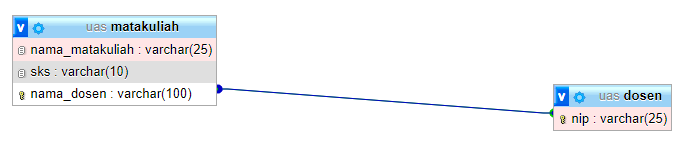 v uas matakuliah
nama_matakuliah : varchar(25)
sks : varchar(10)
nama_dosen : varchar(100)
v uas dosen
nip : varchar(25)